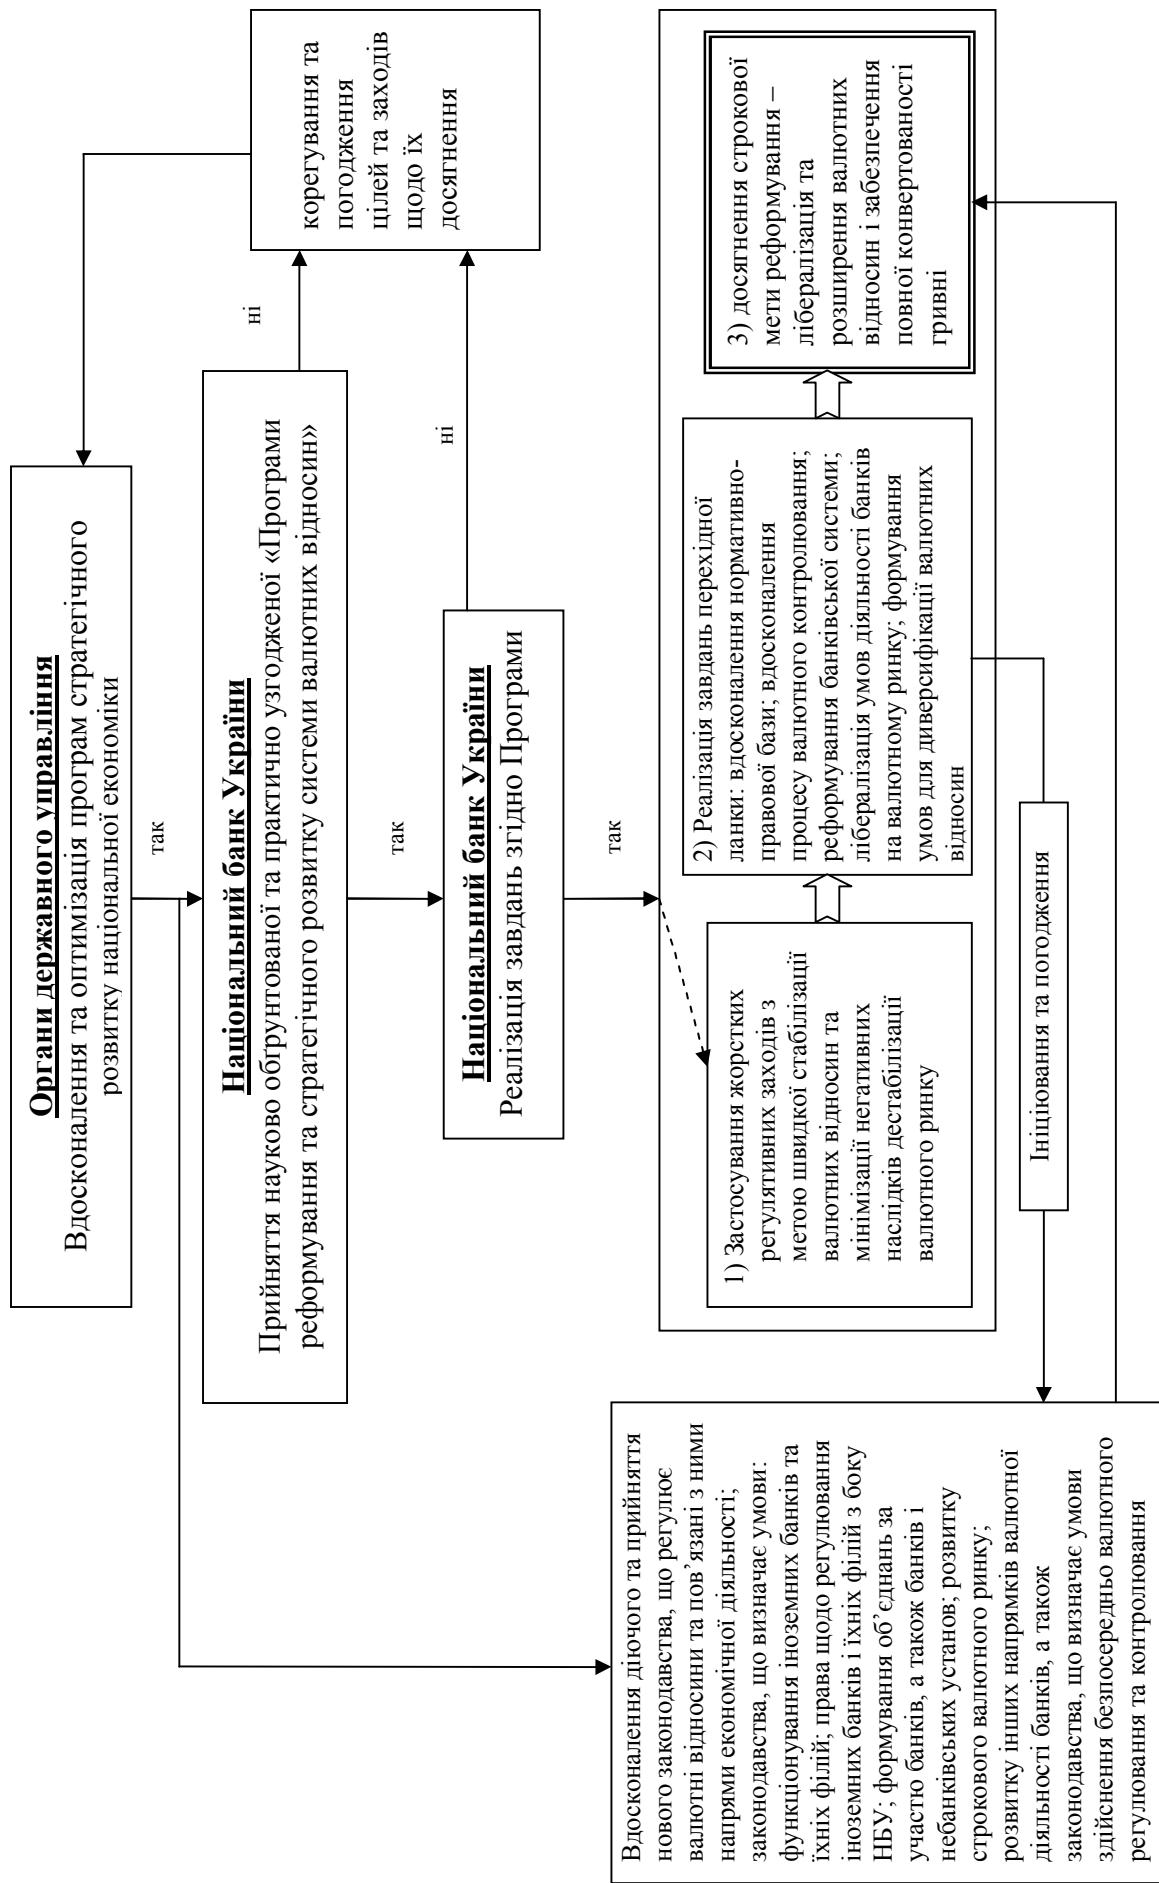 Органи державного управління
Вдосконалення та оптимізація програм стратегічного
розвитку національної економіки
так
Національний банк України
Прийняття науково обґрунтованої та практично узгодженої «Програми
реформування та стратегічного розвитку системи валютних відносин»
ні
корегування та
погодження
цілей та заходів
щодо їх
досягнення
так
Національний банк України
Реалізація завдань згідно Програми
ні
так
1) Застосування жорстких
регулятивних заходів з
метою швидкої стабілізації
валютних відносин та
мінімізації негативних
наслідків дестабілізації
валютного ринку
2) Реалізація завдань перехідної
ланки: вдосконалення нормативно-
правової бази; вдосконалення
процесу валютного контролювання;
реформування банківської системи;
лібералізація умов діяльності банків
на валютному ринку; формування
умов для диверсифікації валютних
відносин
3) досягнення строкової
мети реформування –
лібералізація та
розширення валютних
відносин і забезпечення
повної конвертованості
гривні
Ініціювання та погодження
Вдосконалення діючого та прийняття
нового законодавства, що регулює
валютні відносини та пов’язані з ними
напрями економічної діяльності;
законодавства, що визначає умови:
функціонування іноземних банків та
їхніх філій; права щодо регулювання
іноземних банків і їхніх філій з боку
НБУ; формування об’єднань за
участю банків, а також банків і
небанківських установ; розвитку
строкового валютного ринку;
розвитку інших напрямків валютної
діяльності банків, а також
законодавства, що визначає умови
здійснення безпосередньо валютного
регулювання та контролювання